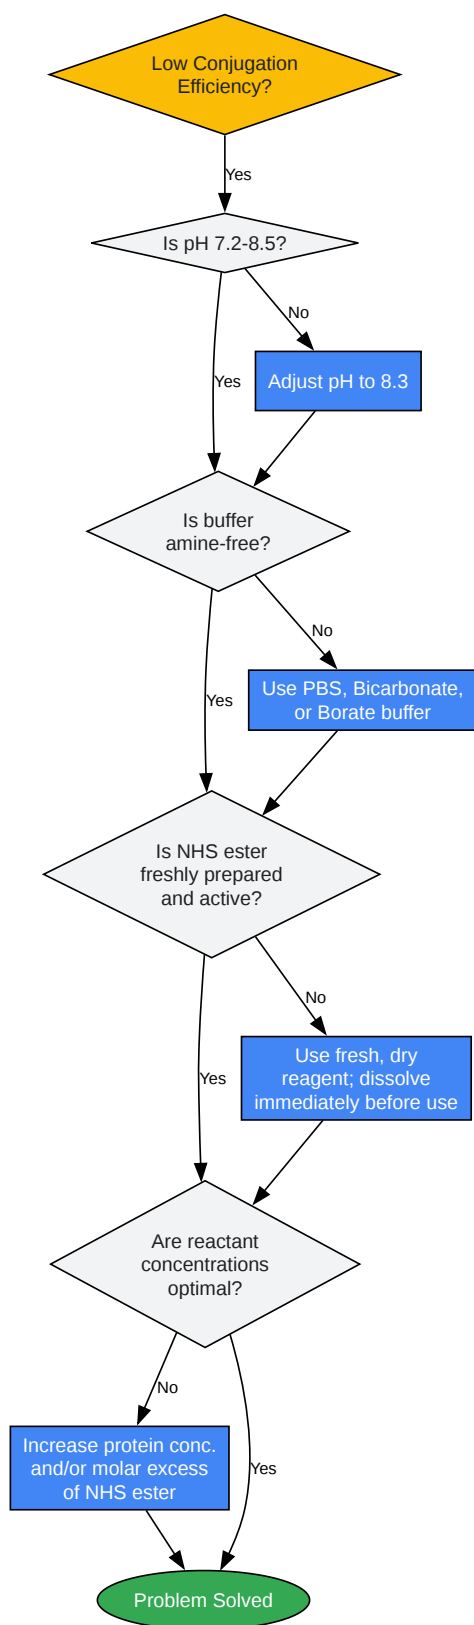 Low Conjugation
Efficiency?
Yes
Is pH 7.2-8.5?
No
Yes
Adjust pH to 8.3
Is buffer
amine-free?
No
Yes
Use PBS, Bicarbonate,
or Borate buffer
Is NHS ester
freshly prepared
and active?
No
Yes
Use fresh, dry
reagent; dissolve
immediately before use
Are reactant
concentrations
optimal?
No
Increase protein conc.
and/or molar excess
of NHS ester
Yes
Problem Solved